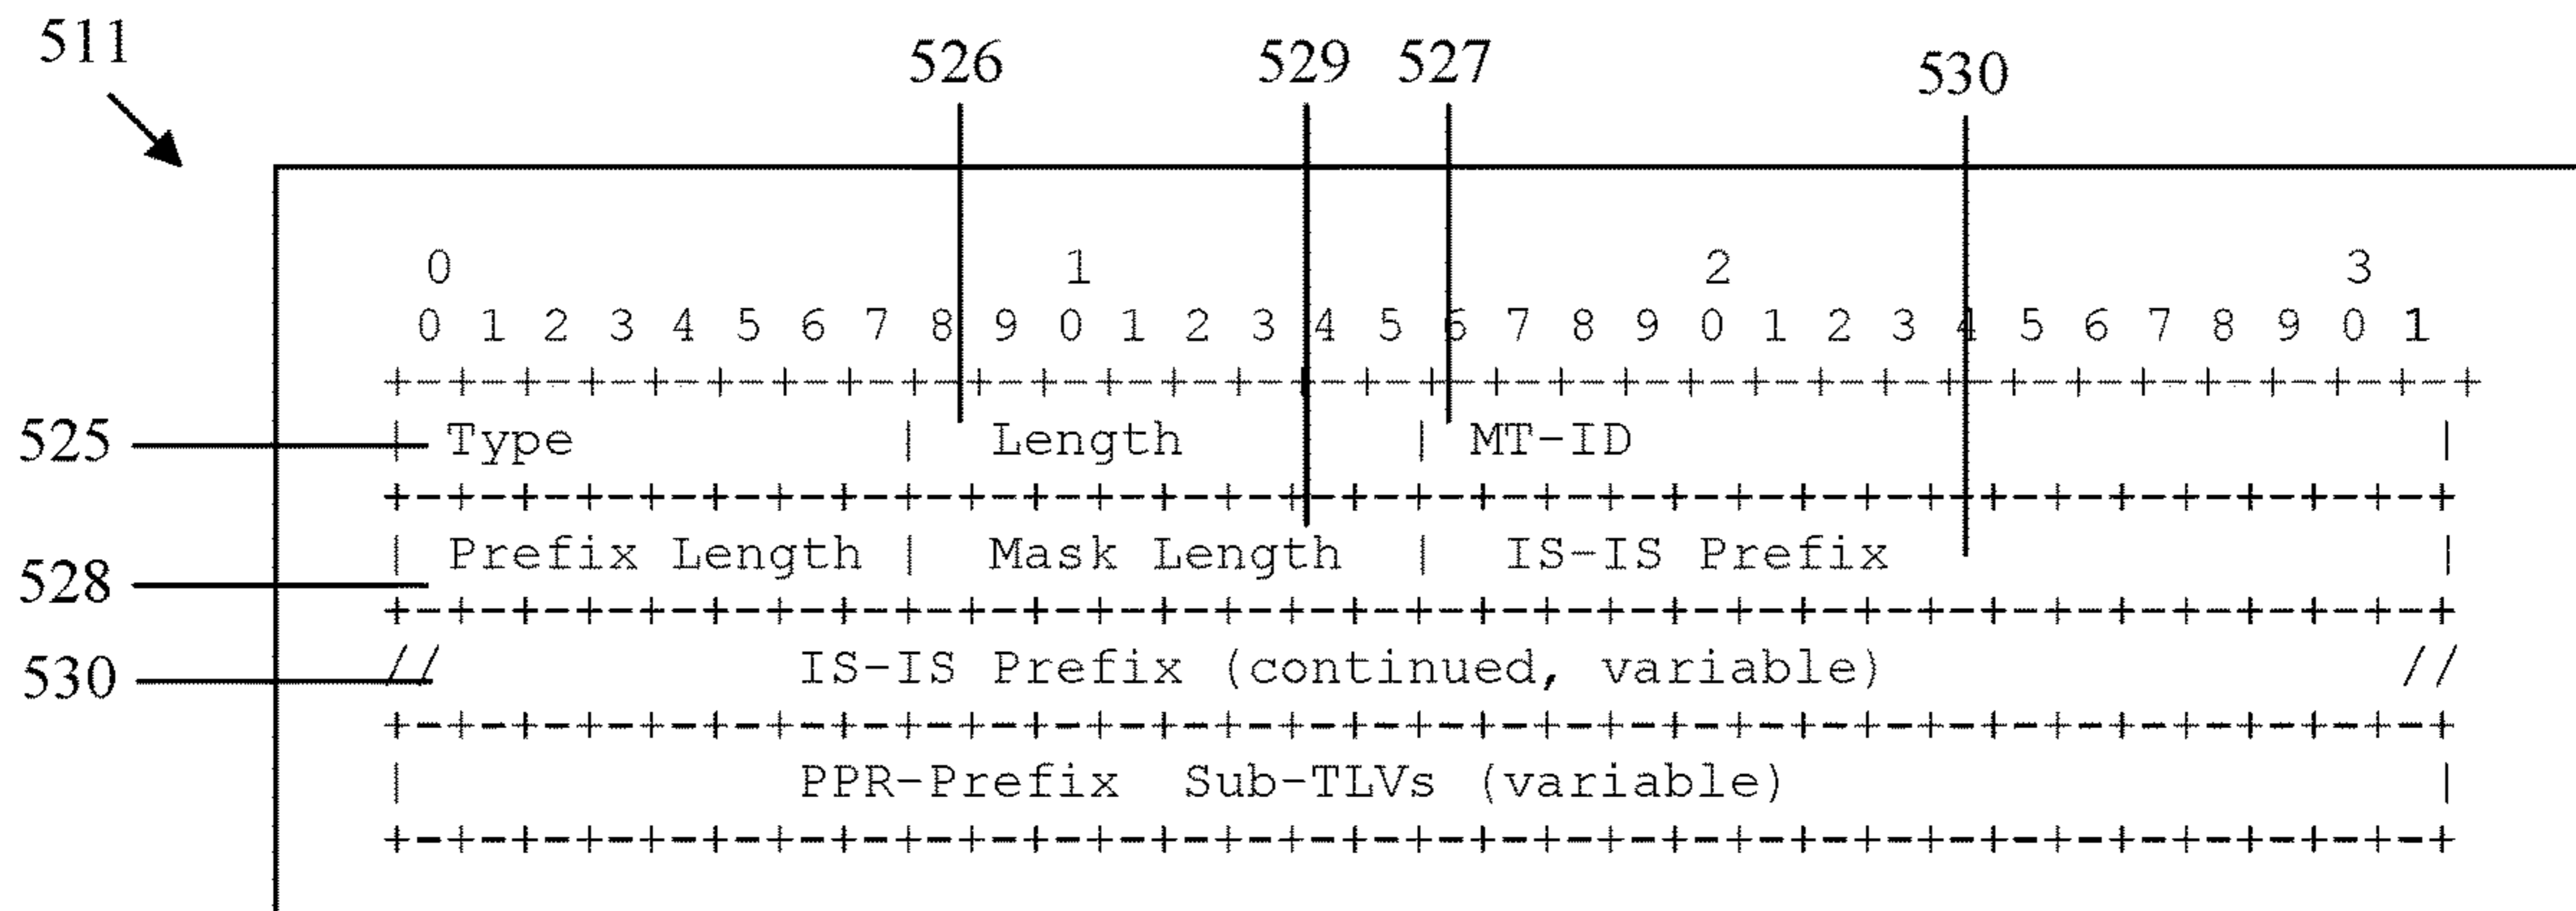 511
526 529 527 530
0 1 2 3
0 1 2 3 4 5 6 7 8 9 0 1 2 3 4 5 6 7 8 9 0 1 2 3 4 5 6 7 8 9 0 1
+-+-+-+-+-+-+-+-+-+-+-+-+-+-+-+-+-+-+-+-+-+-+-+-+-+-+-+-+-+-+-+-+
525 | Type | Length | MT-ID |
+-+-+-+-+-+-+-+-+-+-+-+-+-+-+-+-+-+-+-+-+-+-+-+-+-+-+-+-+-+-+-+-+
528 | Prefix Length | Mask Length | IS-IS Prefix |
+-+-+-+-+-+-+-+-+-+-+-+-+-+-+-+-+-+-+-+-+-+-+-+-+-+-+-+-+-+-+-+-+
530 // IS-IS Prefix (continued, variable) //
+-+-+-+-+-+-+-+-+-+-+-+-+-+-+-+-+-+-+-+-+-+-+-+-+-+-+-+-+-+-+-+-+
| PPR-Prefix Sub-TLVs (variable) |
+-+-+-+-+-+-+-+-+-+-+-+-+-+-+-+-+-+-+-+-+-+-+-+-+-+-+-+-+-+-+-+-+